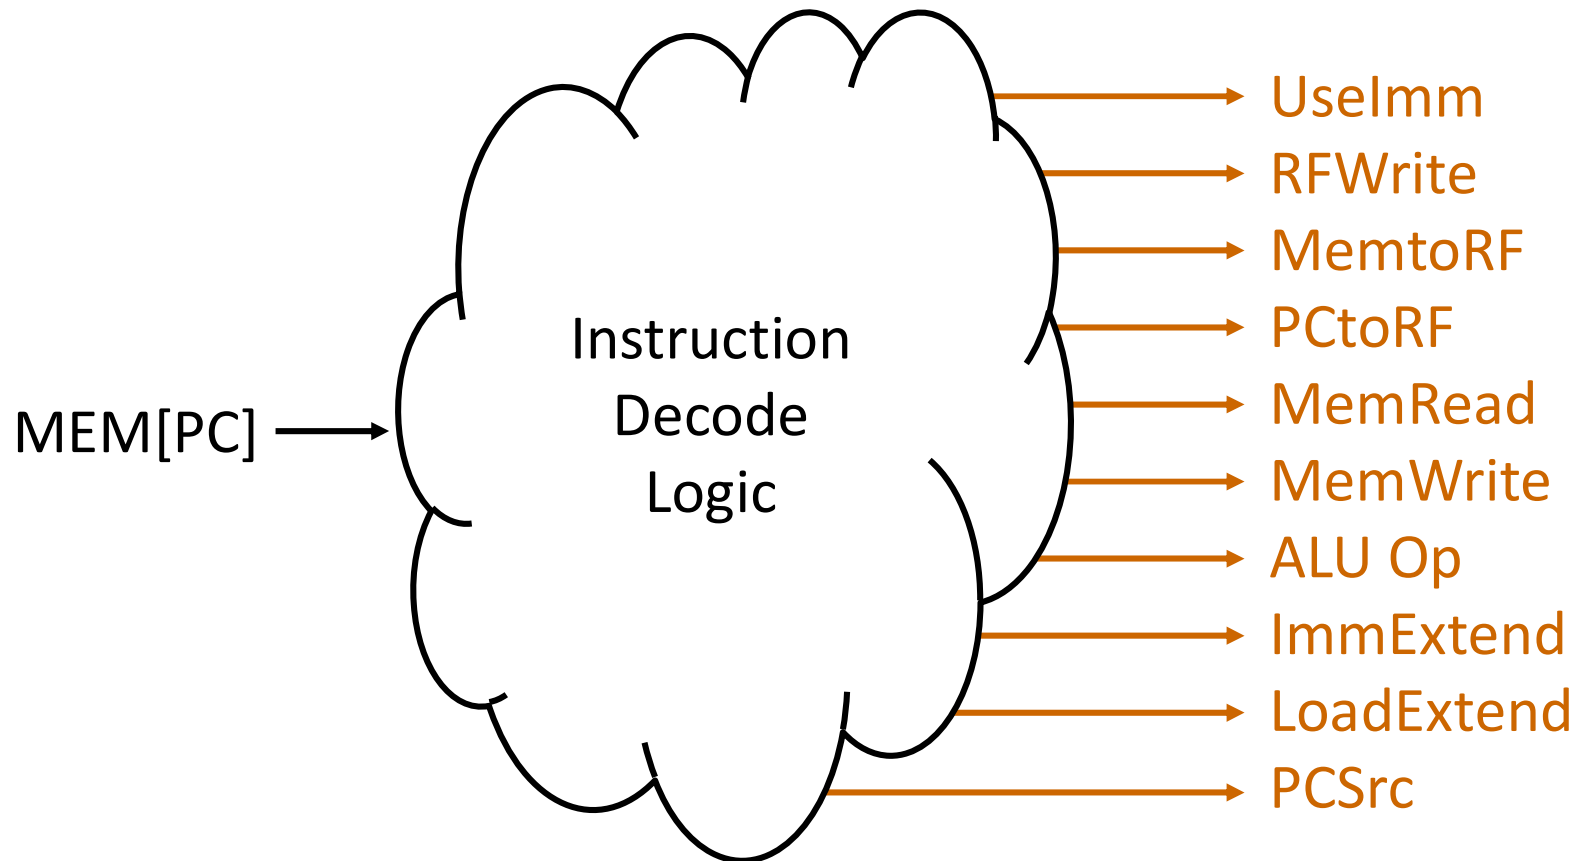 MEM[PC]
Instruction
Decode
Logic
UseImm
RFWrite
MemtoRF
PCtoRF
MemRead
MemWrite
ALU Op
ImmExtend
LoadExtend
PCSrc